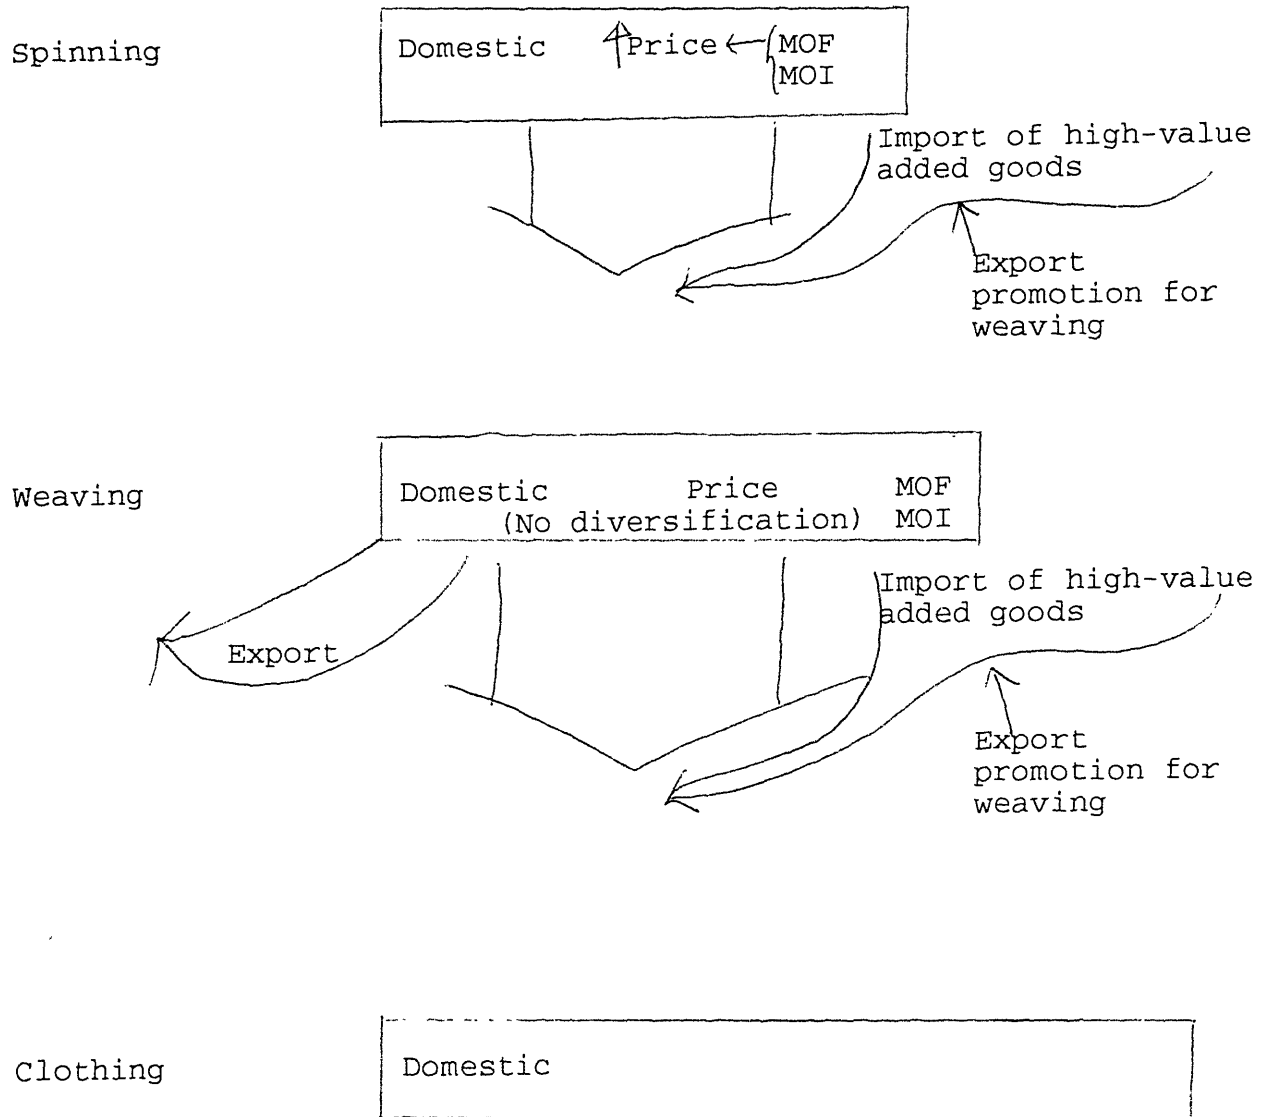 Spinning
Domestic Price MOF
MOI
Import of high-value
added goods
Export
promotion for
weaving
Weaving
Domestic Price MOF
(No diversification) MOI
Import of high-value
added goods
Export
Export
promotion for
weaving
Clothing
Domestic